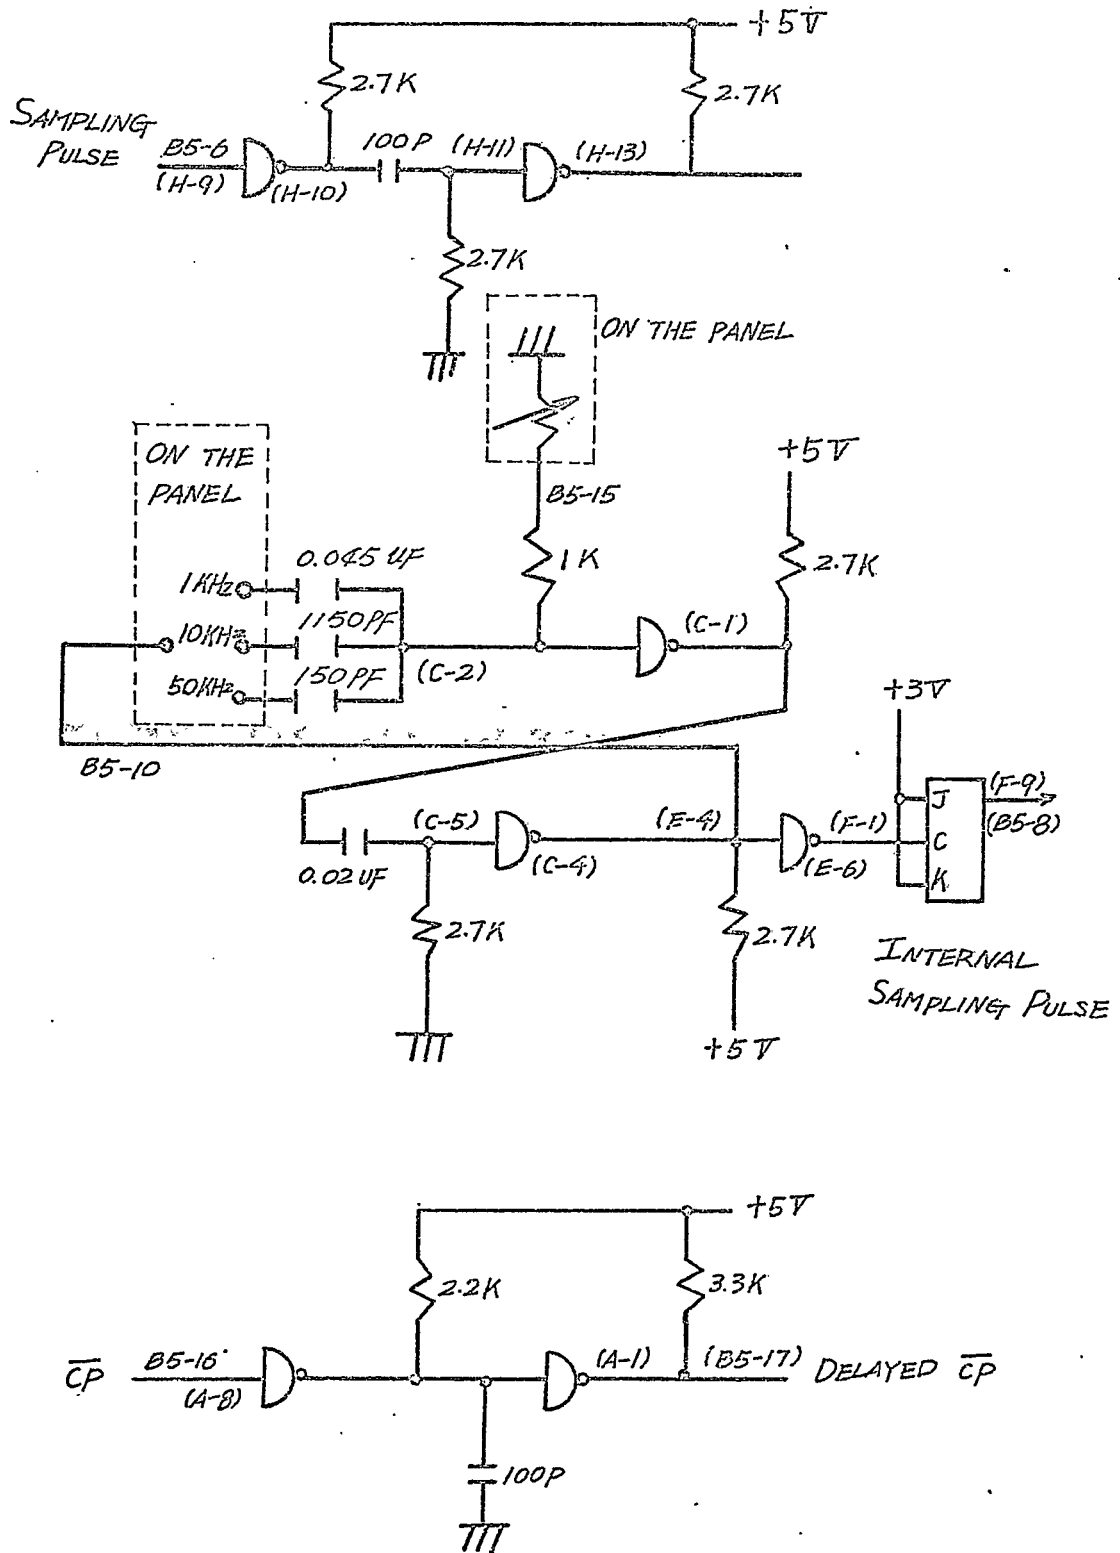 +5V
2.7K
2.7K
SAMPLING
PULSE
B5-6
(H-9)
(H-10)
100P
(H-11)
(H-13)
2.7K
ON THE PANEL
ON THE
PANEL
B5-15
+5V
1K
2.7K
0.045 UF
1KHz
1150PF
10KHz
(C-1)
(C-2)
150PF
50KHz
+3V
B5-10
(C-5)
(C-4)
(E-4)
(F-1)
(E-6)
J
C
K
(F-9)
(B5-8)
0.02 UF
2.7K
2.7K
+5V
INTERNAL
SAMPLING PULSE
+5V
2.2K
3.3K
C̅P̅
B5-16
(A-8)
(A-1)
(B5-17)
DELAYED C̅P̅
100P